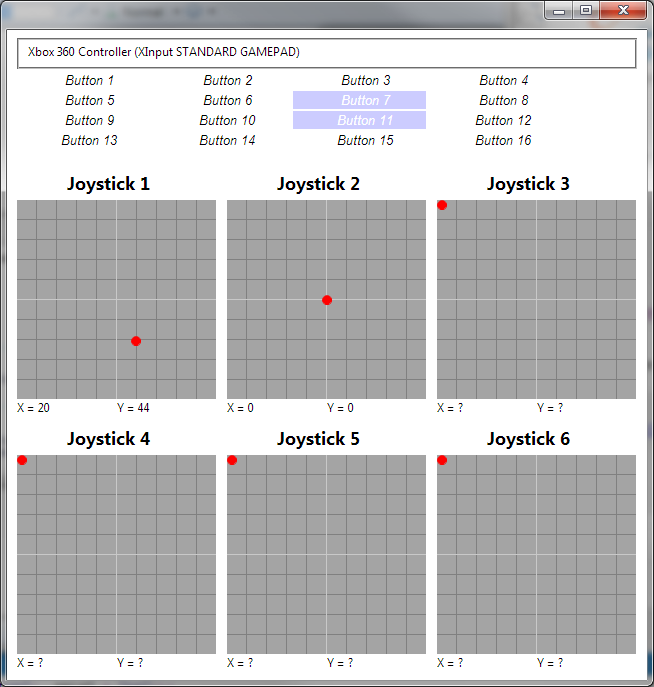 Xbox 360 Controller (XInput STANDARD GAMEPAD)
Button 1 Button 2 Button 3 Button 4
Button 5 Button 6 Button 7 Button 8
Button 9 Button 10 Button 11 Button 12
Button 13 Button 14 Button 15 Button 16
Joystick 1 Joystick 2 Joystick 3
X = 20 Y = 44 X = 0 Y = 0 X = ? Y = ?
Joystick 4 Joystick 5 Joystick 6
X = ? Y = ? X = ? Y = ? X = ? Y = ?